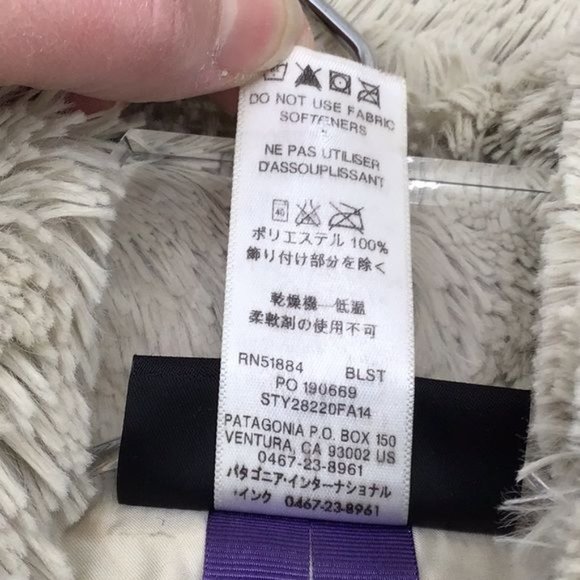 DO NOT USE FABRIC
SOFTENERS
NE PAS UTILISER
D'ASSOUPLISSANT
40
ポリエステル 100%
飾り付け部分を除く
乾燥機―低温
柔軟剤の使用不可
RN51884 BLST
PO 190669
STY28220FA14
PATAGONIA P.O. BOX 150
VENTURA, CA 93002 US
0467-23-8961
パタゴニア・インターナショナル
・インク 0467-23-8961